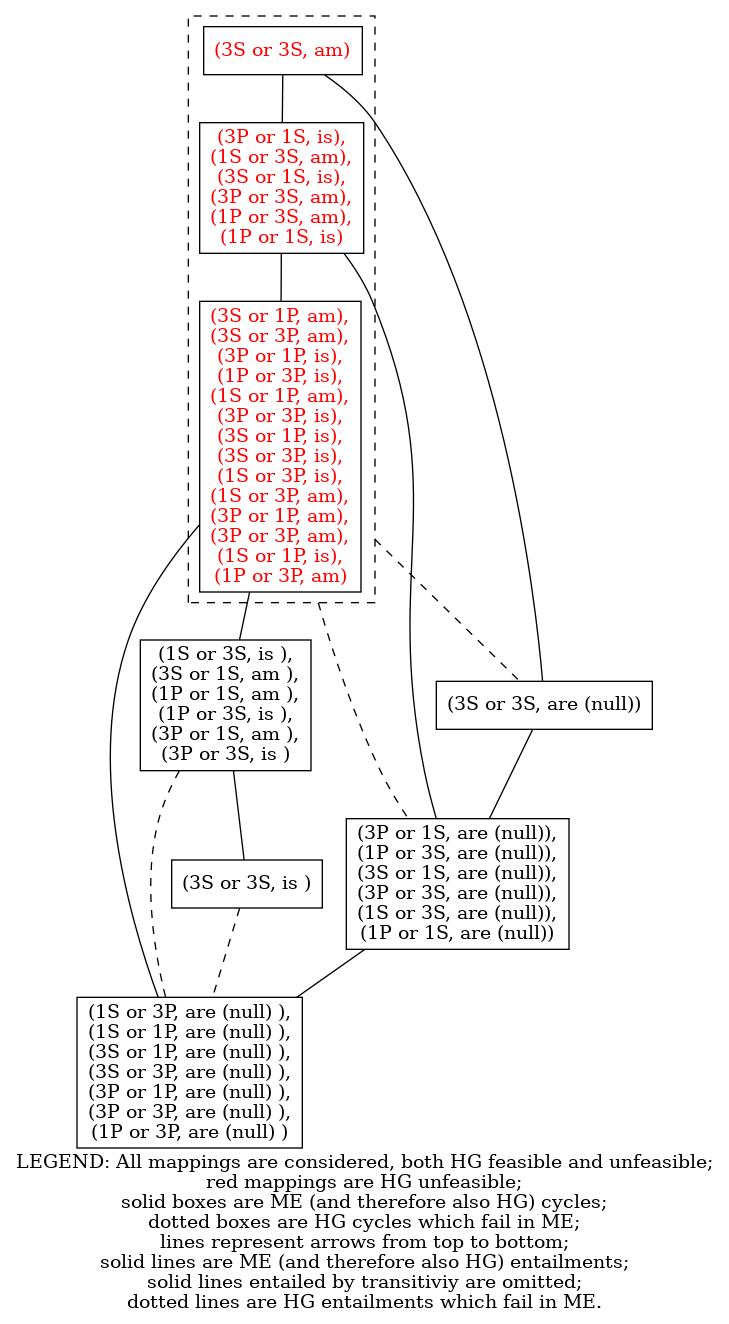 (3S or 3S, am)
(3P or 1S, is),
(1S or 3S, am),
(3S or 1S, is),
(3P or 3S, am),
(1P or 3S, am),
(1P or 1S, is)
(3S or 1P, am),
(3S or 3P, am),
(3P or 1P, is),
(1P or 3P, is),
(1S or 1P, am),
(3P or 3P, is),
(3S or 1P, is),
(3S or 3P, is),
(1S or 3P, is),
(1S or 3P, am),
(3P or 1P, am),
(3P or 3P, am),
(1S or 1P, is),
(1P or 3P, am)
(1S or 3S, is ),
(3S or 1S, am ),
(1P or 1S, am ),
(1P or 3S, is ),
(3P or 1S, am ),
(3P or 3S, is )
(3S or 3S, are (null))
(3P or 1S, are (null)),
(1P or 3S, are (null)),
(3S or 1S, are (null)),
(3P or 3S, are (null)),
(1S or 3S, are (null)),
(1P or 1S, are (null))
(3S or 3S, is )
(1S or 3P, are (null) ),
(1S or 1P, are (null) ),
(3S or 1P, are (null) ),
(3S or 3P, are (null) ),
(3P or 1P, are (null) ),
(3P or 3P, are (null) ),
(1P or 3P, are (null) )
LEGEND: All mappings are considered, both HG feasible and unfeasible;
red mappings are HG unfeasible;
solid boxes are ME (and therefore also HG) cycles;
dotted boxes are HG cycles which fail in ME;
lines represent arrows from top to bottom;
solid lines are ME (and therefore also HG) entailments;
solid lines entailed by transitiviy are omitted;
dotted lines are HG entailments which fail in ME.